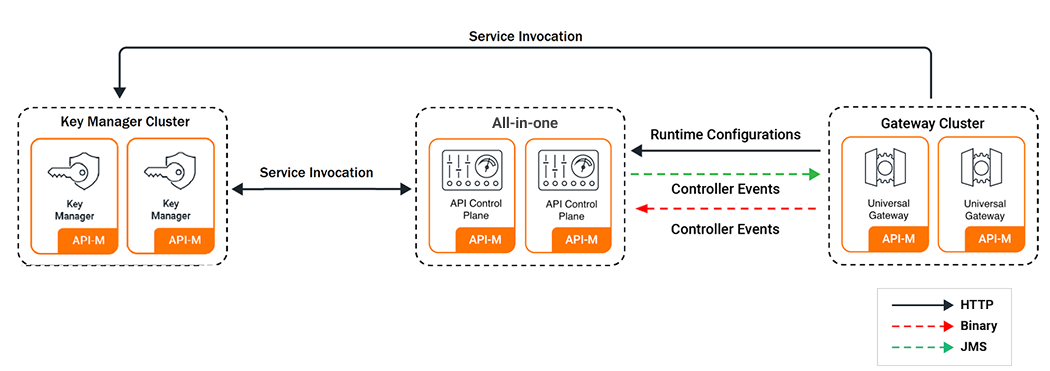 Service Invocation
Key Manager Cluster
Key
Manager
API-M
Key
Manager
API-M
Service Invocation
All-in-one
API Control
Plane
API-M
API Control
Plane
API-M
Runtime Configurations
Controller Events
Controller Events
Gateway Cluster
Universal
Gateway
API-M
Universal
Gateway
API-M
HTTP
Binary
JMS